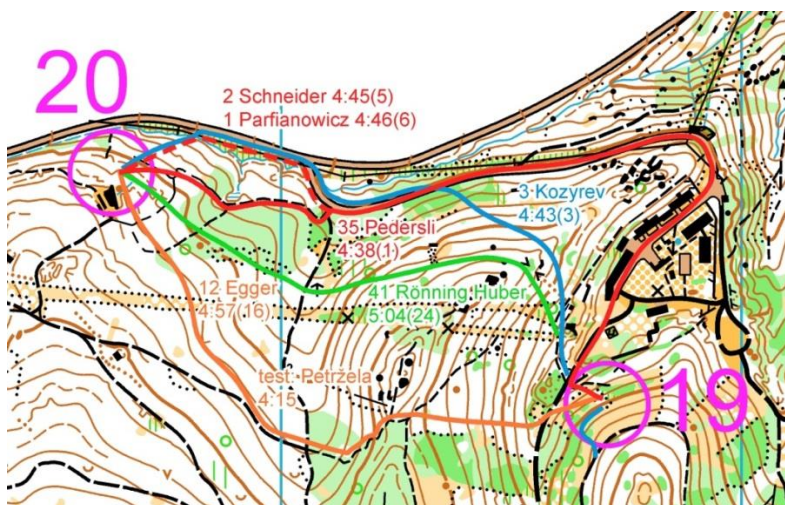 20
2 Schneider 4:45(5)
1 Parfianowicz 4:46(6)
3 Kozyrev
4:43(3)
35 Pedersli
4:38(1)
12 Egger
4:57(16)
41 Rönning Huber
5:04(24)
test: Petržela
4:15
19